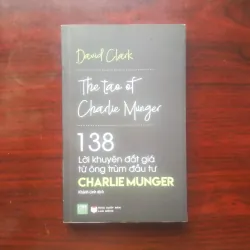 David Clark
The tao of
Charlie Munger
138
Lời khuyên đắt giá
từ ông trùm đầu tư
CHARLIE MUNGER